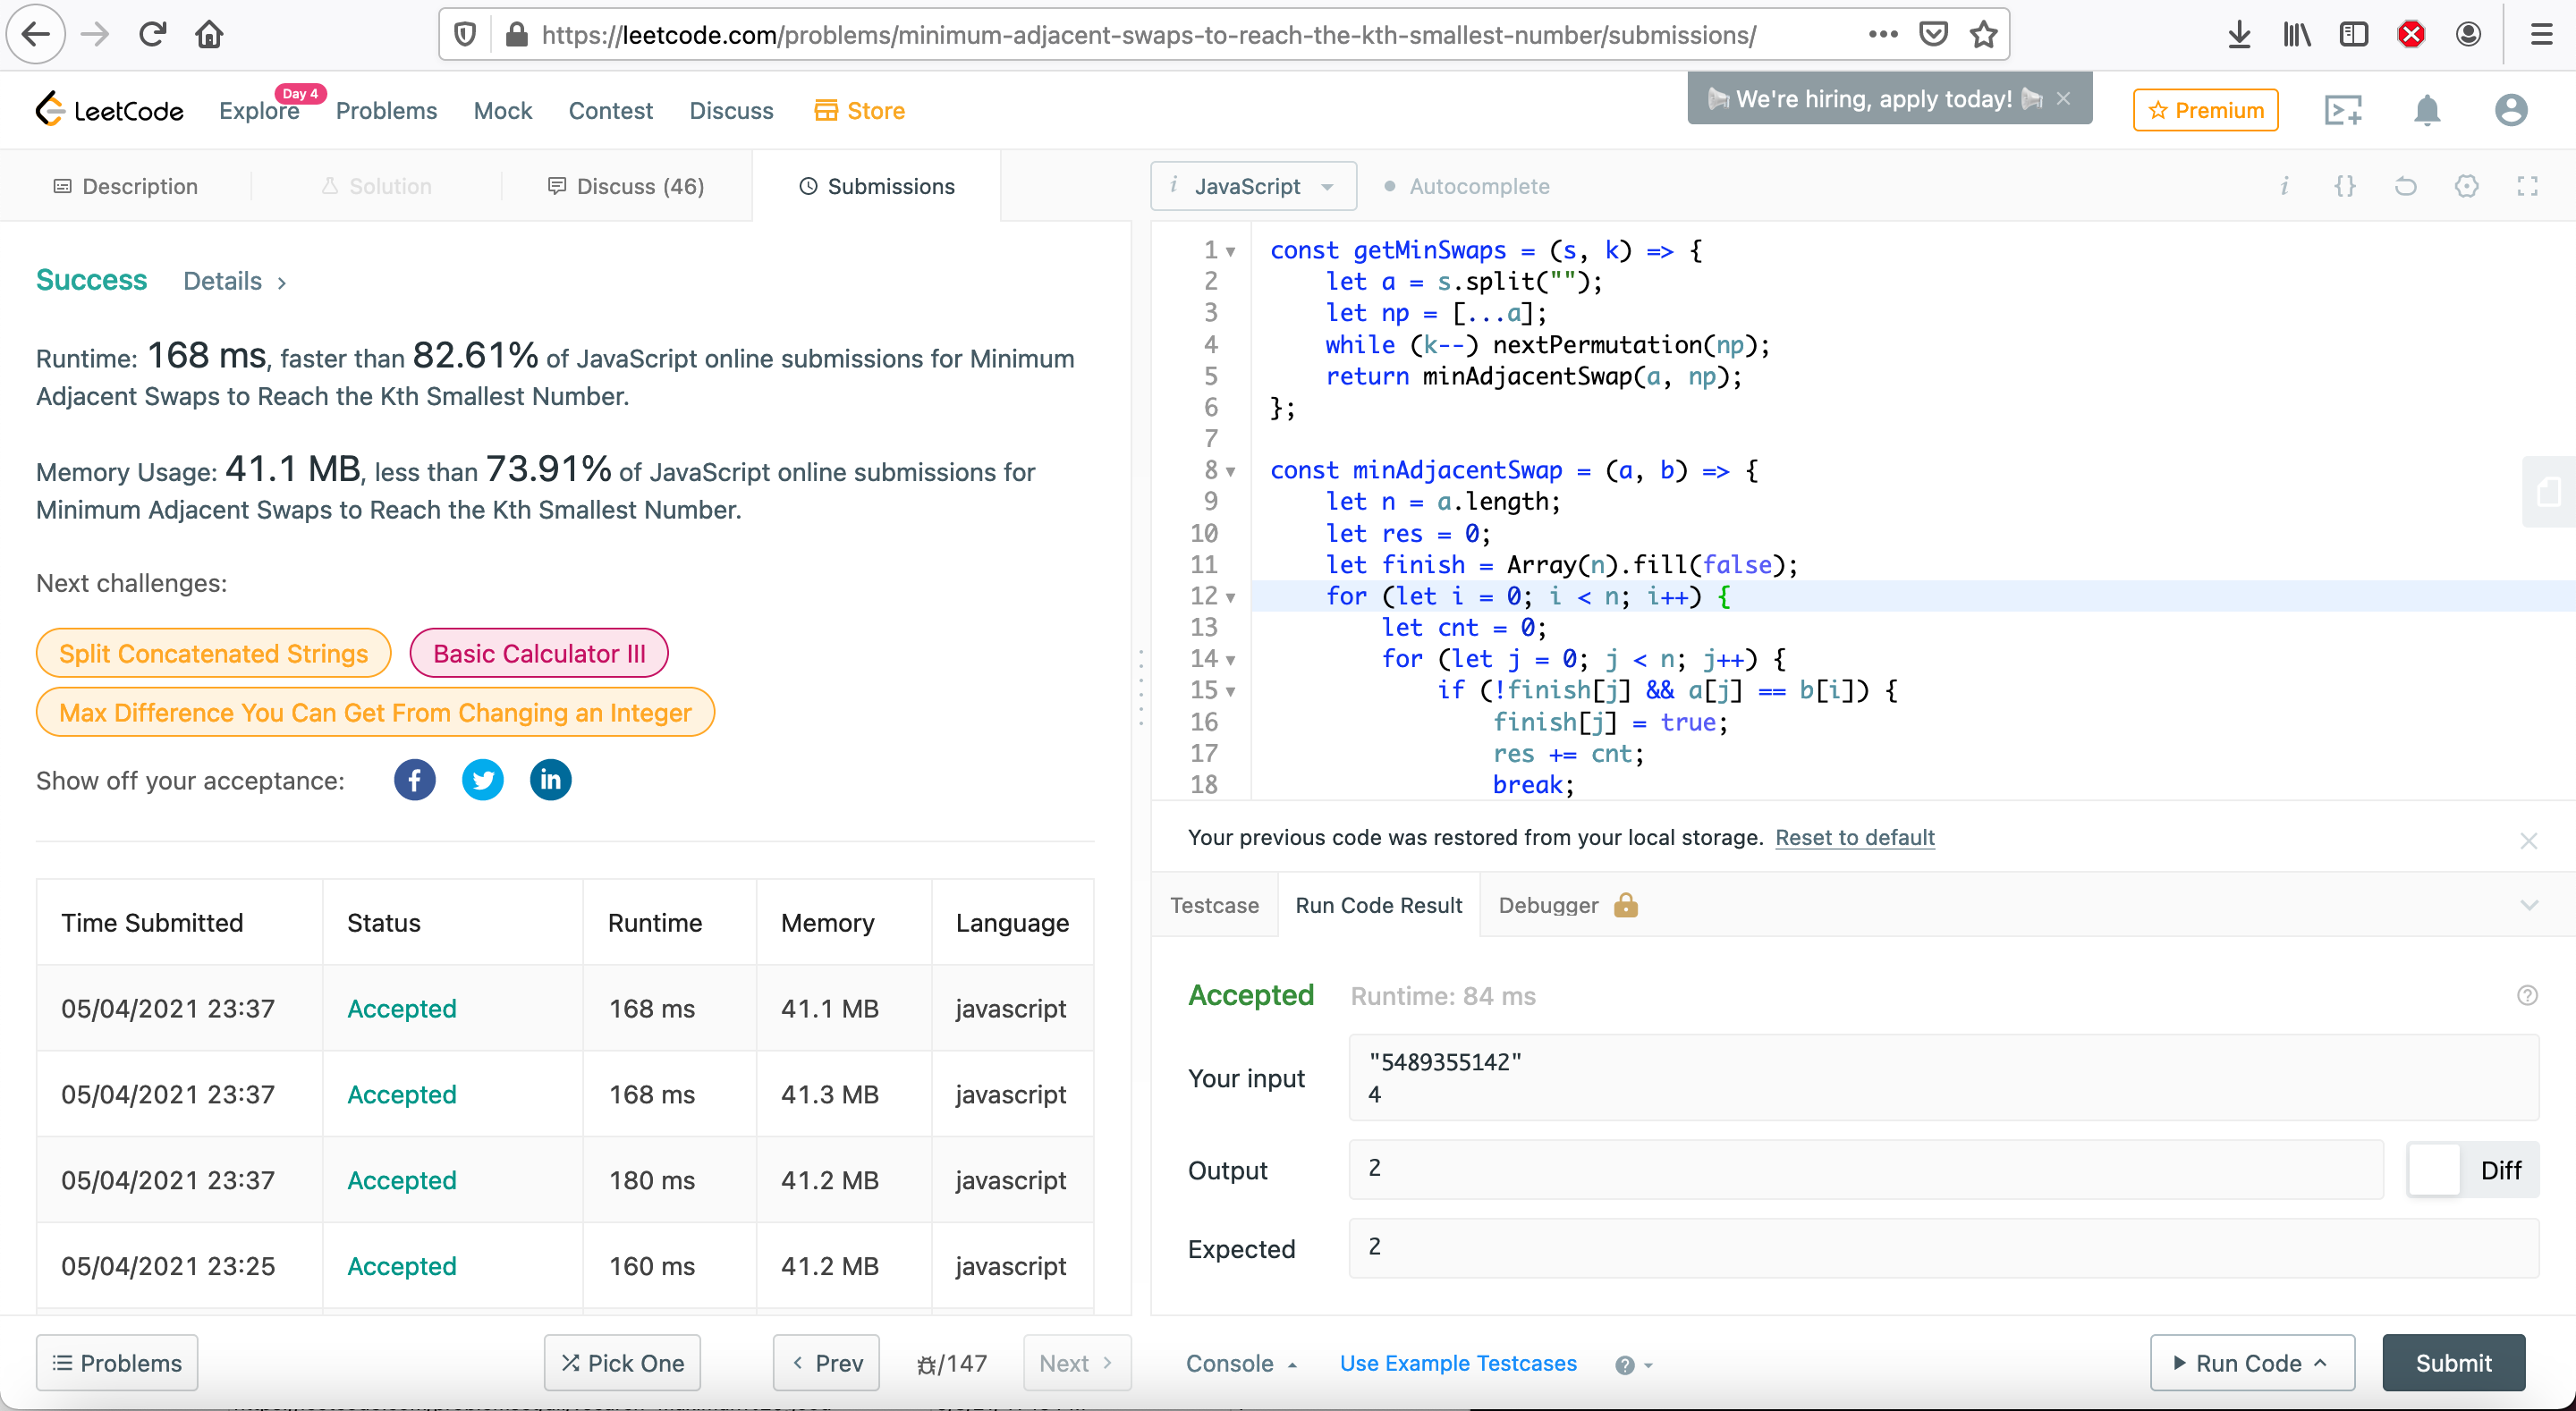 https://leetcode.com/problems/minimum-adjacent-swaps-to-reach-the-kth-smallest-number/submissions/
LeetCode
Explore
Day 4
Problems
Mock
Contest
Discuss
Store
We're hiring, apply today!
Premium
Description
Solution
Discuss (46)
Submissions
Success
Details
Runtime: 168 ms, faster than 82.61% of JavaScript online submissions for Minimum
Adjacent Swaps to Reach the Kth Smallest Number.
Memory Usage: 41.1 MB, less than 73.91% of JavaScript online submissions for
Minimum Adjacent Swaps to Reach the Kth Smallest Number.
Next challenges:
Split Concatenated Strings
Basic Calculator III
Max Difference You Can Get From Changing an Integer
Show off your acceptance:
Time Submitted Status Runtime Memory Language
05/04/2021 23:37 Accepted 168 ms 41.1 MB javascript
05/04/2021 23:37 Accepted 168 ms 41.3 MB javascript
05/04/2021 23:37 Accepted 180 ms 41.2 MB javascript
05/04/2021 23:25 Accepted 160 ms 41.2 MB javascript
Problems
Pick One
Prev
/147
Next
i JavaScript
Autocomplete
1 const getMinSwaps = (s, k) => {
2     let a = s.split("");
3     let np = [...a];
4     while (k--) nextPermutation(np);
5     return minAdjacentSwap(a, np);
6 };
7
8 const minAdjacentSwap = (a, b) => {
9     let n = a.length;
10     let res = 0;
11     let finish = Array(n).fill(false);
12     for (let i = 0; i < n; i++) {
13         let cnt = 0;
14         for (let j = 0; j < n; j++) {
15             if (!finish[j] && a[j] == b[i]) {
16                 finish[j] = true;
17                 res += cnt;
18                 break;
Your previous code was restored from your local storage. Reset to default
Testcase
Run Code Result
Debugger
Accepted
Runtime: 84 ms
Your input
"5489355142"
4
Output
2
Diff
Expected
2
Console
Use Example Testcases
Run Code
Submit